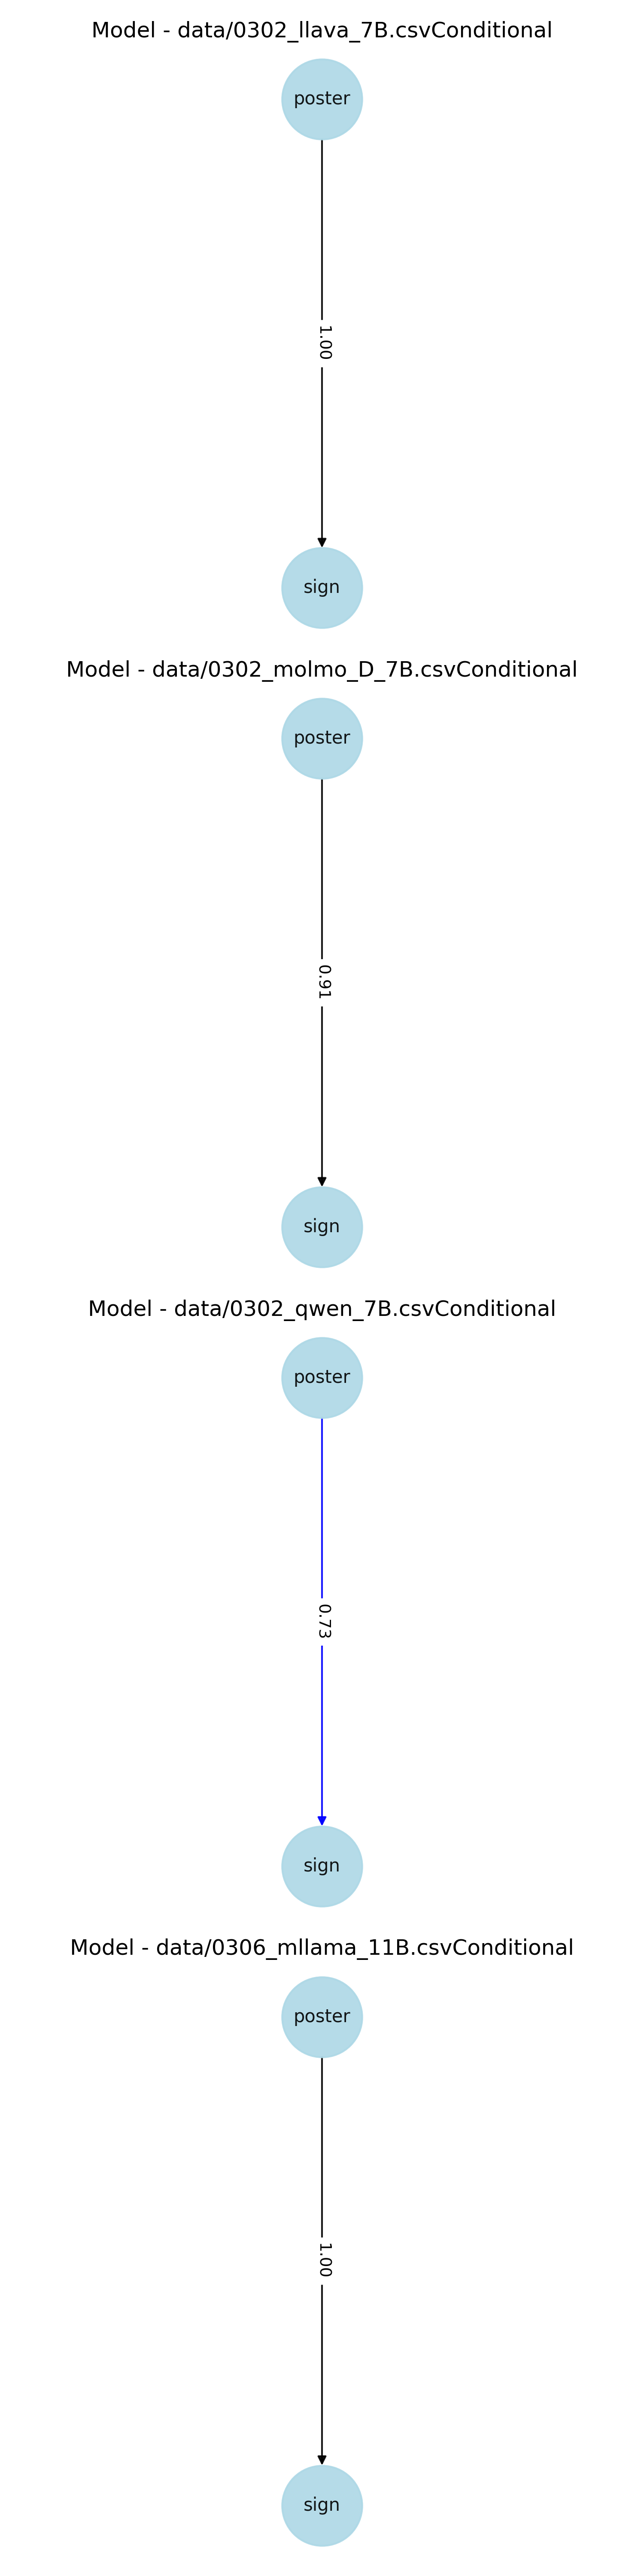 Model - data/0302_llava_7B.csvConditional
poster
1.00
sign
Model - data/0302_molmo_D_7B.csvConditional
poster
0.91
sign
Model - data/0302_qwen_7B.csvConditional
poster
0.73
sign
Model - data/0306_mllama_11B.csvConditional
poster
1.00
sign